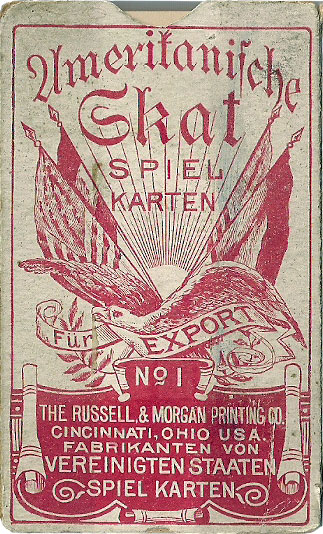 Amerikanische
Skat
SPIEL
KARTEN
Für EXPORT
No 1
THE RUSSELL, & MORGAN PRINTING CO.
CINCINNATI, OHIO USA.
FABRIKANTEN VON
VEREINIGTEN STAATEN
SPIEL KARTEN